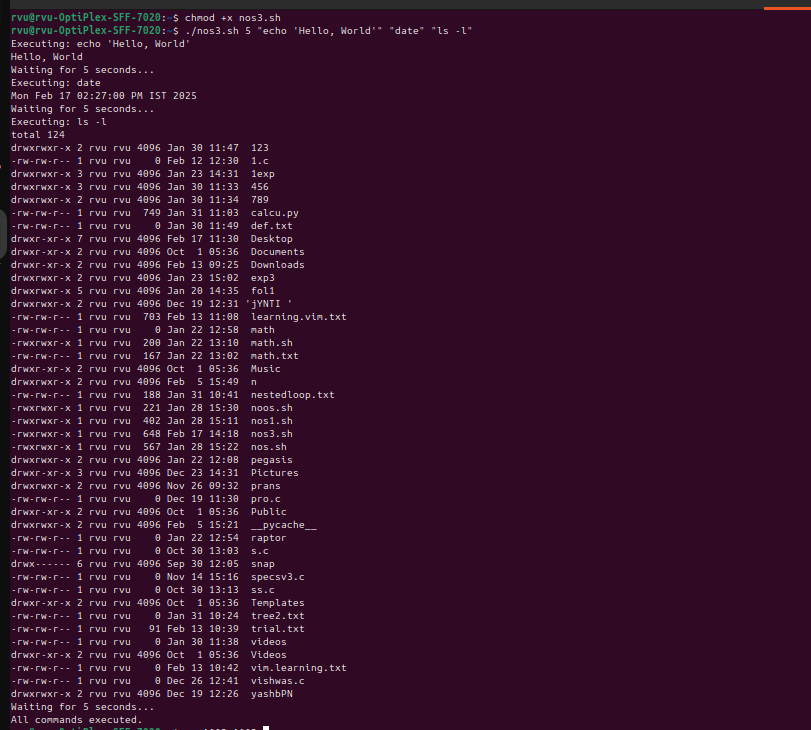 rvu@rvu-OptiPlex-SFF-7020:~$ chmod +x nos3.sh
rvu@rvu-OptiPlex-SFF-7020:~$ ./nos3.sh 5 "echo 'Hello, World'" "date" "ls -l"
Executing: echo 'Hello, World'
Hello, World
Waiting for 5 seconds...
Executing: date
Mon Feb 17 02:27:00 PM IST 2025
Waiting for 5 seconds...
Executing: ls -l
total 124
drwxrwxr-x 2 rvu rvu 4096 Jan 30 11:47  123
-rw-rw-r-- 1 rvu rvu    0 Feb 12 12:30  1.c
drwxrwxr-x 3 rvu rvu 4096 Jan 23 14:31  1exp
drwxrwxr-x 3 rvu rvu 4096 Jan 30 11:33  456
drwxrwxr-x 2 rvu rvu 4096 Jan 30 11:34  789
-rw-rw-r-- 1 rvu rvu  749 Jan 31 11:03  calcu.py
-rw-rw-r-- 1 rvu rvu    0 Jan 30 11:49  def.txt
drwxr-xr-x 7 rvu rvu 4096 Feb 17 11:30  Desktop
drwxr-xr-x 2 rvu rvu 4096 Oct  1 05:36  Documents
drwxr-xr-x 2 rvu rvu 4096 Feb 13 09:25  Downloads
drwxrwxr-x 2 rvu rvu 4096 Jan 23 15:02  exp3
drwxrwxr-x 5 rvu rvu 4096 Jan 20 14:35  fol1
drwxrwxr-x 2 rvu rvu 4096 Dec 19 12:31 'jYNTI '
-rw-rw-r-- 1 rvu rvu  703 Feb 13 11:08  learning.vim.txt
-rw-rw-r-- 1 rvu rvu    0 Jan 22 12:58  math
-rwxrwxr-x 1 rvu rvu  200 Jan 22 13:10  math.sh
-rw-rw-r-- 1 rvu rvu  167 Jan 22 13:02  math.txt
drwxr-xr-x 2 rvu rvu 4096 Oct  1 05:36  Music
drwxrwxr-x 2 rvu rvu 4096 Feb  5 15:49  n
-rw-rw-r-- 1 rvu rvu  188 Jan 31 10:41  nestedloop.txt
-rwxrwxr-x 1 rvu rvu  221 Jan 28 15:30  noos.sh
-rwxrwxr-x 1 rvu rvu  402 Jan 28 15:11  nos1.sh
-rwxrwxr-x 1 rvu rvu  648 Feb 17 14:18  nos3.sh
-rwxrwxr-x 1 rvu rvu  567 Jan 28 15:22  nos.sh
drwxrwxr-x 2 rvu rvu 4096 Jan 22 12:08  pegasis
drwxr-xr-x 3 rvu rvu 4096 Dec 23 14:31  Pictures
drwxrwxr-x 2 rvu rvu 4096 Nov 26 09:32  prans
-rw-rw-r-- 1 rvu rvu    0 Dec 19 11:30  pro.c
drwxr-xr-x 2 rvu rvu 4096 Oct  1 05:36  Public
drwxrwxr-x 2 rvu rvu 4096 Feb  5 15:21  __pycache__
-rw-rw-r-- 1 rvu rvu    0 Jan 22 12:54  raptor
-rw-rw-r-- 1 rvu rvu    0 Oct 30 13:03  s.c
drwx------ 6 rvu rvu 4096 Sep 30 12:05  snap
-rw-rw-r-- 1 rvu rvu    0 Nov 14 15:16  specsv3.c
-rw-rw-r-- 1 rvu rvu    0 Oct 30 13:13  ss.c
drwxr-xr-x 2 rvu rvu 4096 Oct  1 05:36  Templates
-rw-rw-r-- 1 rvu rvu    0 Jan 31 10:24  tree2.txt
-rw-rw-r-- 1 rvu rvu   91 Feb 13 10:39  trial.txt
-rw-rw-r-- 1 rvu rvu    0 Jan 30 11:38  videos
drwxr-xr-x 2 rvu rvu 4096 Oct  1 05:36  Videos
-rw-rw-r-- 1 rvu rvu    0 Feb 13 10:42  vim.learning.txt
-rw-rw-r-- 1 rvu rvu    0 Dec 26 12:41  vishwas.c
drwxrwxr-x 2 rvu rvu 4096 Dec 19 12:26  yashbPN
Waiting for 5 seconds...
All commands executed.